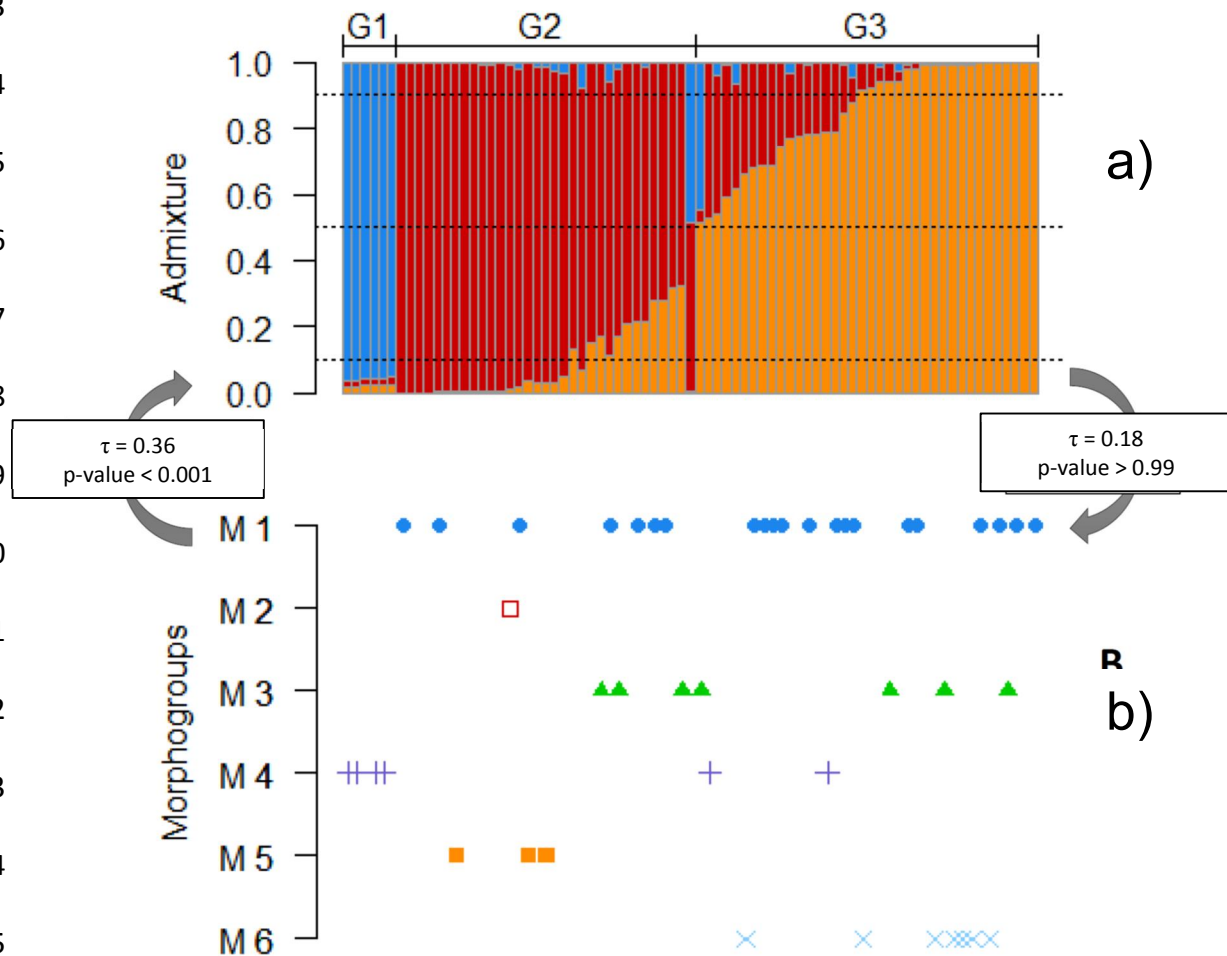 G1 G2 G3
1.0
0.8
0.6
0.4
0.2
0.0
Admixture
a)
τ = 0.36
p-value < 0.001
τ = 0.18
p-value > 0.99
M 1
M 2
M 3
M 4
M 5
M 6
Morphogroups
b)